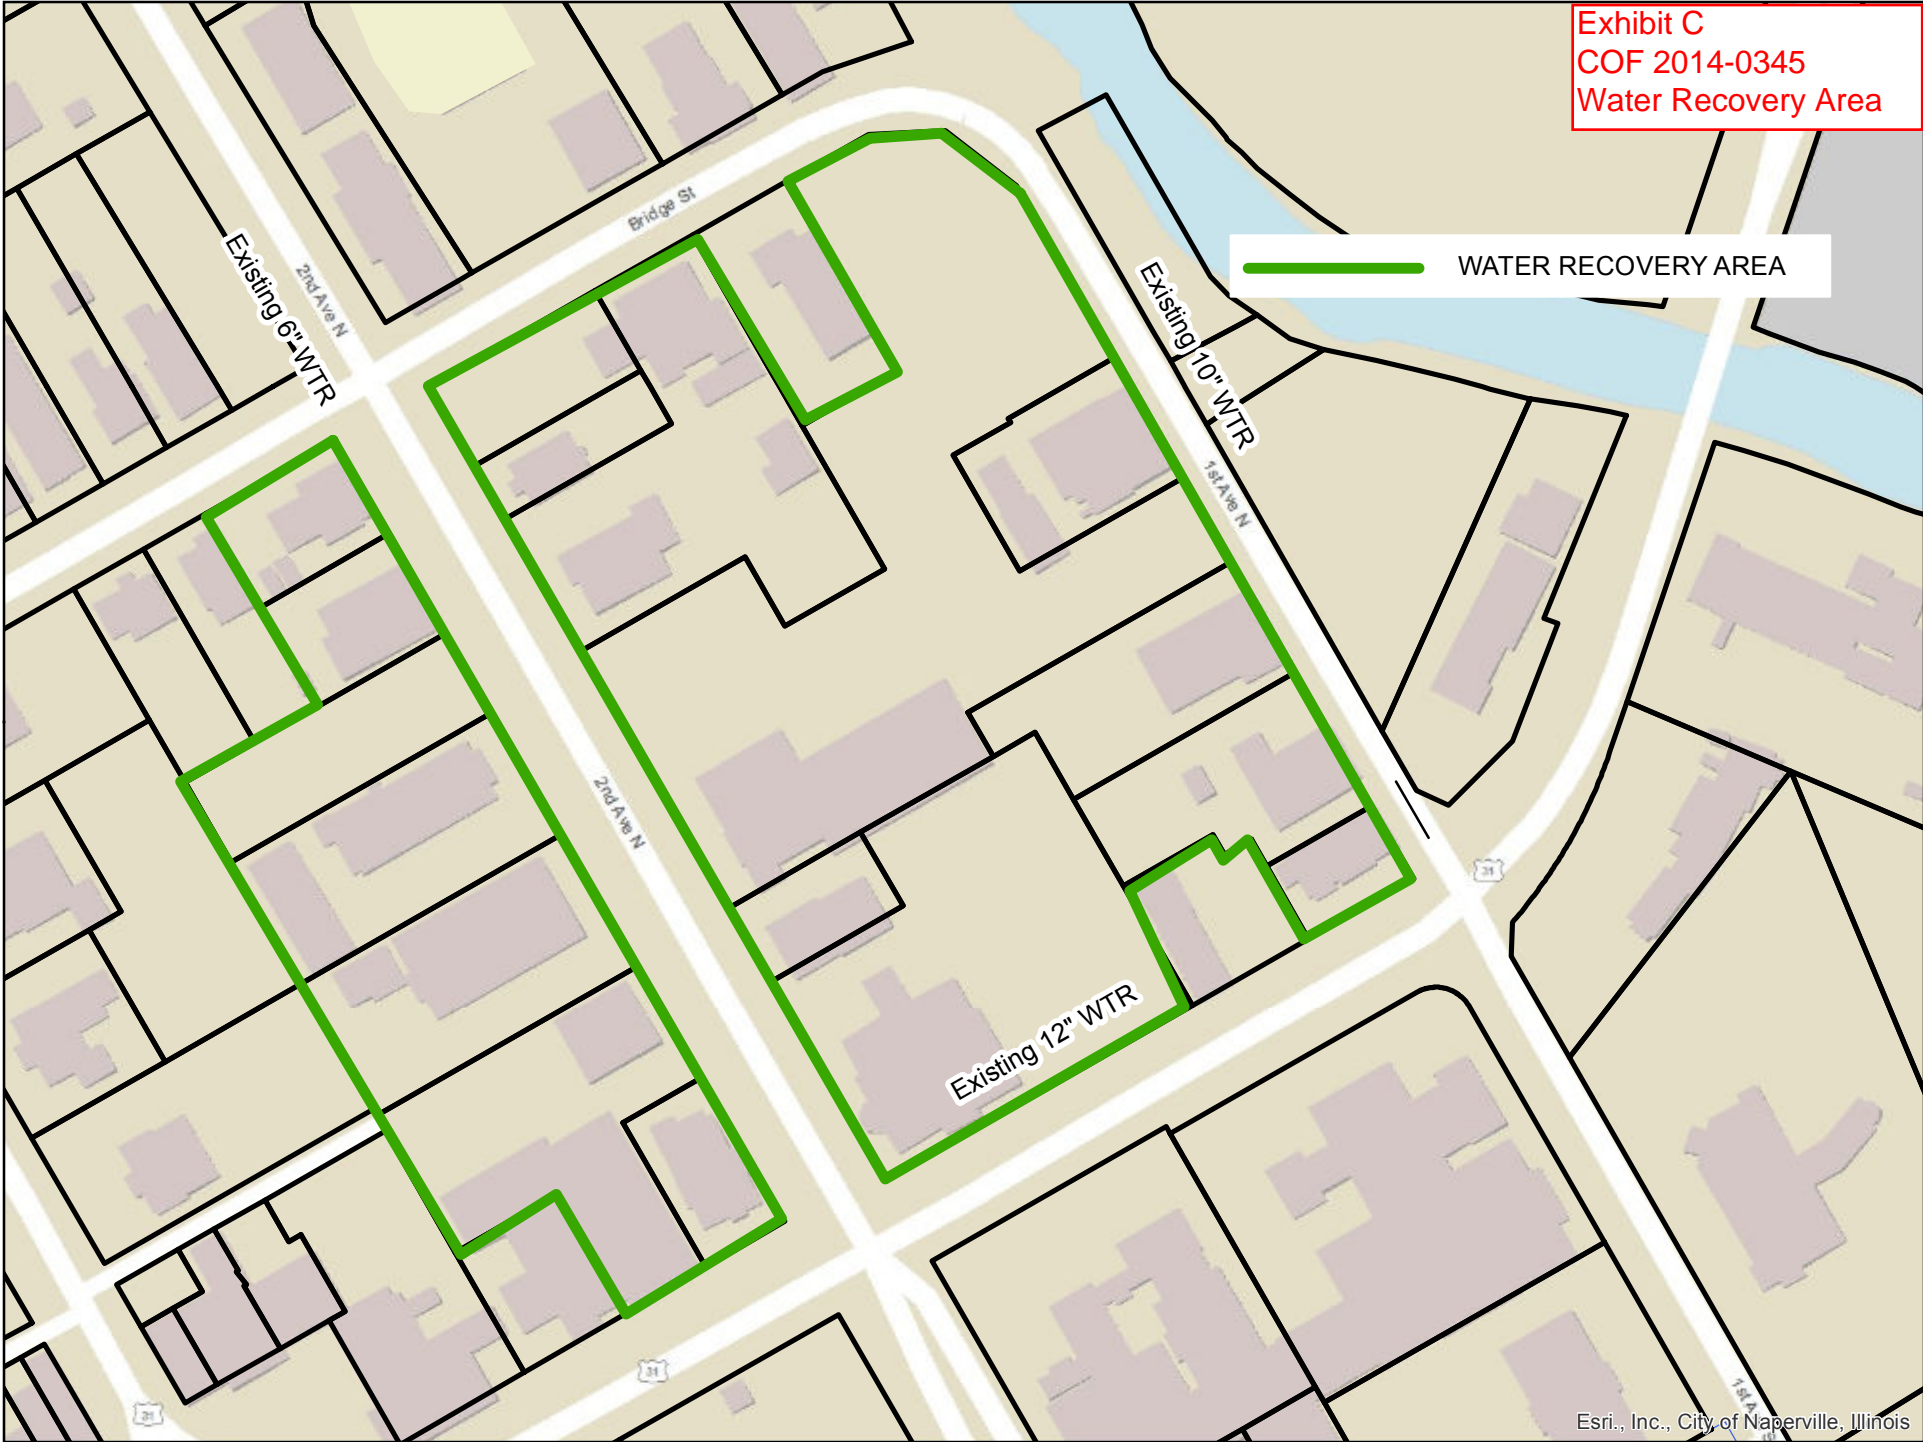 Exhibit C
COF 2014-0345
Water Recovery Area
Bridge St
Existing 6" WTR
2nd Ave N
WATER RECOVERY AREA
Existing 10" WTR
1st Ave N
2nd Ave N
31
Existing 12" WTR
31
31
1st A
Esri., Inc., City of Naperville, Illinois